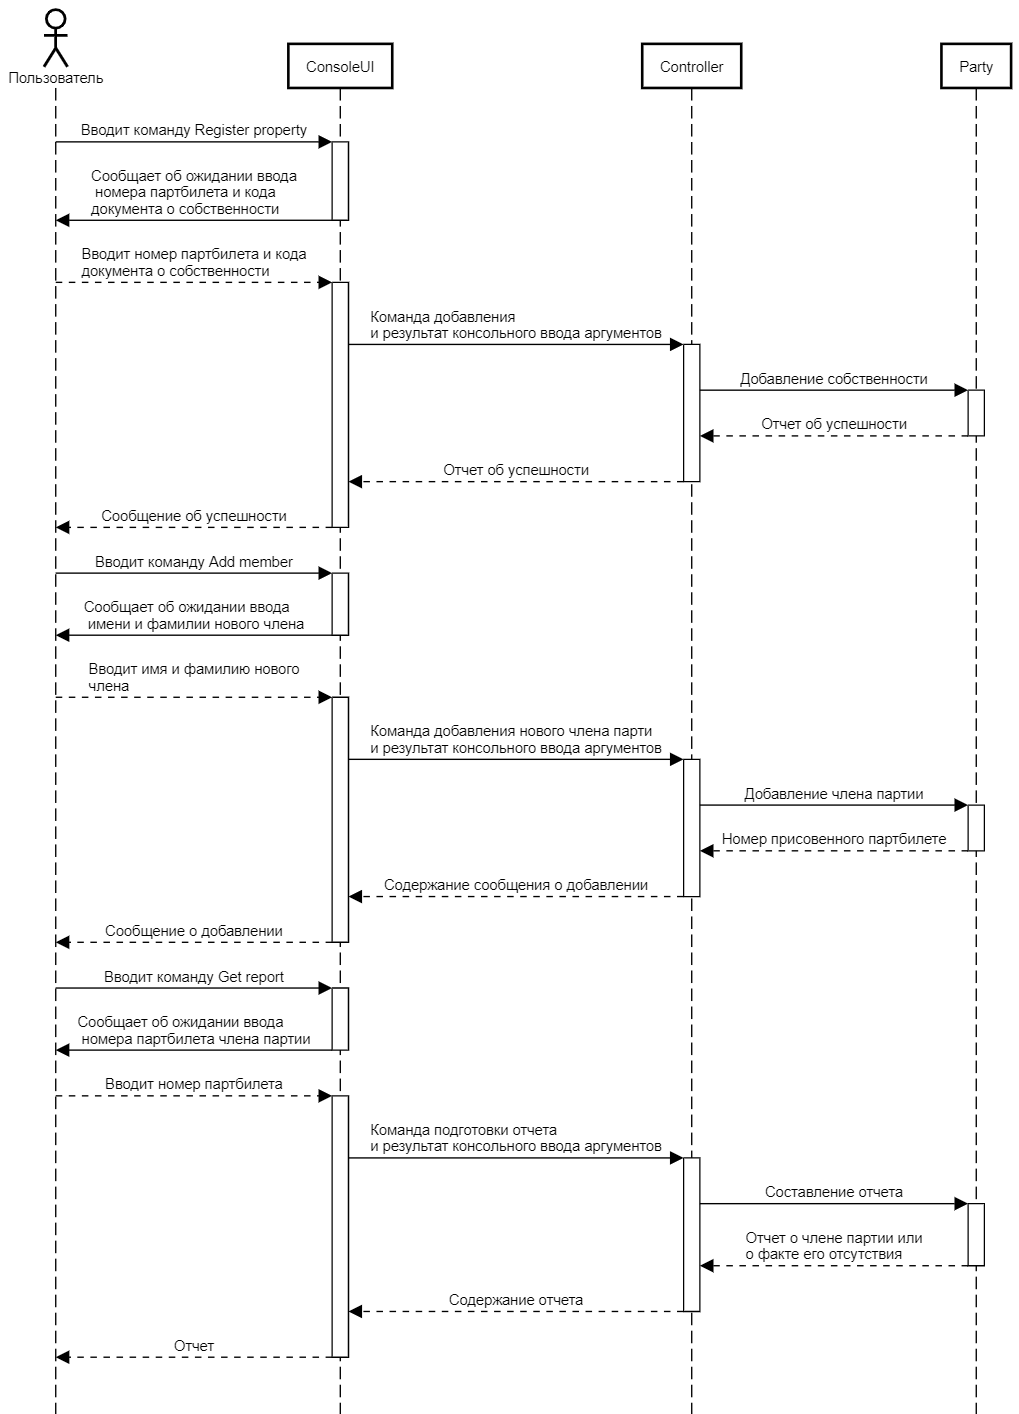 Пользователь
ConsoleUI
Controller
Party
Вводит команду Register property
Сообщает об ожидании ввода
номера партбилета и кода
документа о собственности
Вводит номер партбилета и кода
документа о собственности
Команда добавления
и результат консольного ввода аргументов
Добавление собственности
Отчет об успешности
Отчет об успешности
Сообщение об успешности
Вводит команду Add member
Сообщает об ожидании ввода
имени и фамилии нового члена
Вводит имя и фамилию нового
члена
Команда добавления нового члена парти
и результат консольного ввода аргументов
Добавление члена партии
Номер присовенного партбилете
Содержание сообщения о добавлении
Сообщение о добавлении
Вводит команду Get report
Сообщает об ожидании ввода
номера партбилета члена партии
Вводит номер партбилета
Команда подготовки отчета
и результат консольного ввода аргументов
Составление отчета
Отчет о члене партии или
о факте его отсутствия
Содержание отчета
Отчет